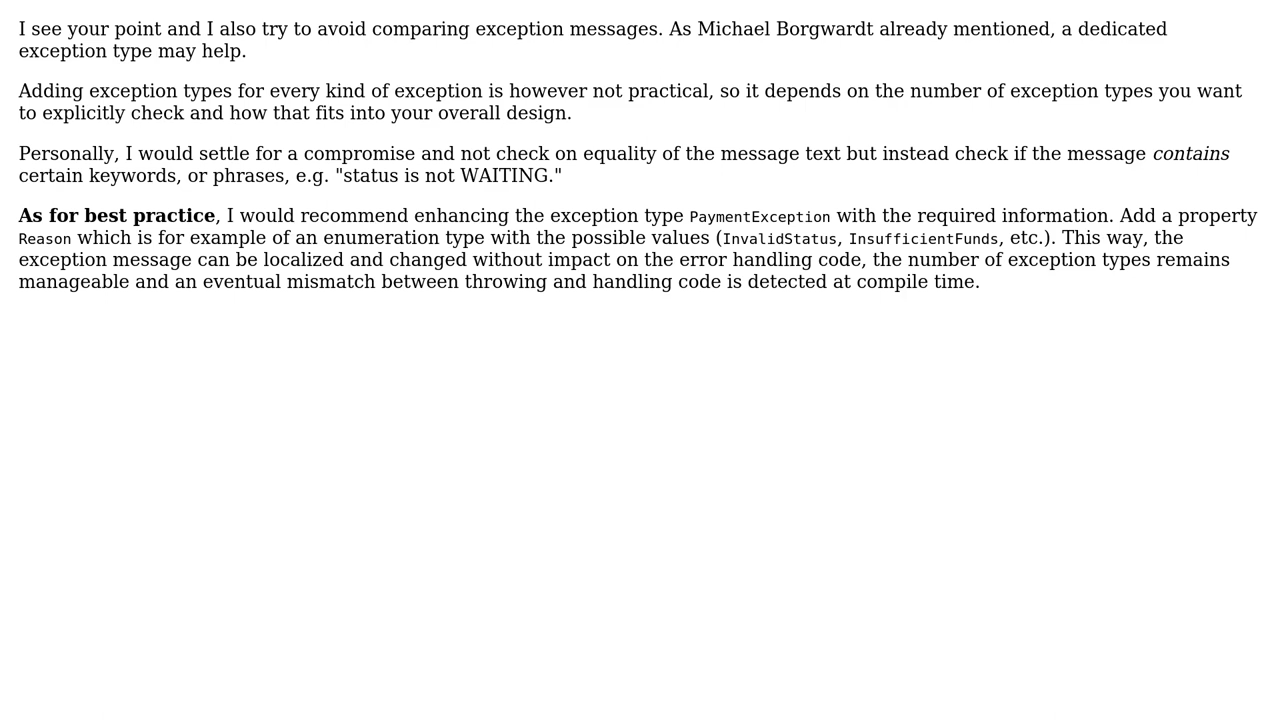 I see your point and I also try to avoid comparing exception messages. As Michael Borgwardt already mentioned, a dedicated
exception type may help.
Adding exception types for every kind of exception is however not practical, so it depends on the number of exception types you want
to explicitly check and how that fits into your overall design.
Personally, I would settle for a compromise and not check on equality of the message text but instead check if the message contains
certain keywords, or phrases, e.g. "status is not WAITING."
As for best practice, I would recommend enhancing the exception type PaymentException with the required information. Add a property
Reason which is for example of an enumeration type with the possible values (InvalidStatus, InsufficientFunds, etc.). This way, the
exception message can be localized and changed without impact on the error handling code, the number of exception types remains
manageable and an eventual mismatch between throwing and handling code is detected at compile time.